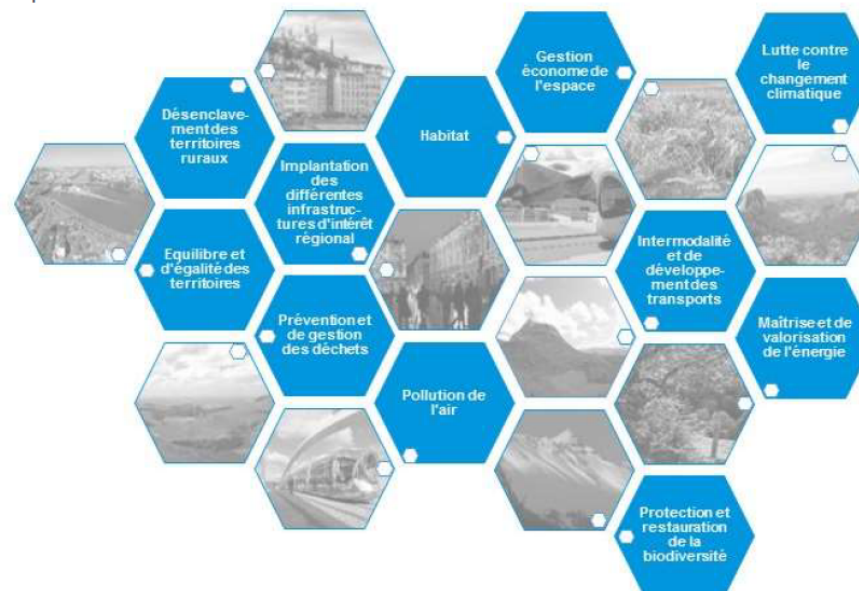 Gestion
économe de
l'espace
Lutte contre
le
changement
climatique
Désenclave-
ment des
territoires
ruraux
Habitat
Implantation
des
différentes
infrastruc-
tures d'intérêt
régional
Equilibre et
d'égalité des
territoires
Intermodalité
et de
développe-
ment des
transports
Prévention et
de gestion
des déchets
Maîtrise et de
valorisation
de l'énergie
Pollution de
l'air
Protection et
restauration
de la
biodiversité